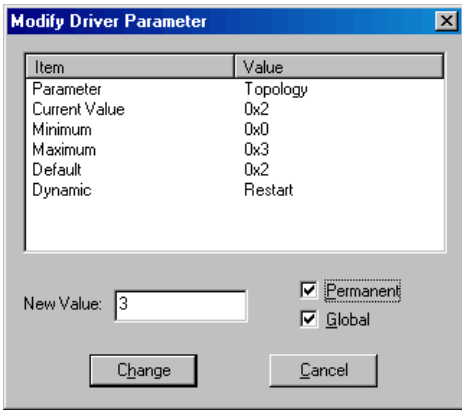 Modify Driver Parameter
Item Value
Parameter Topology
Current Value 0x2
Minimum 0x0
Maximum 0x3
Default 0x2
Dynamic Restart
New Value: 3
Permanent
Global
Change Cancel